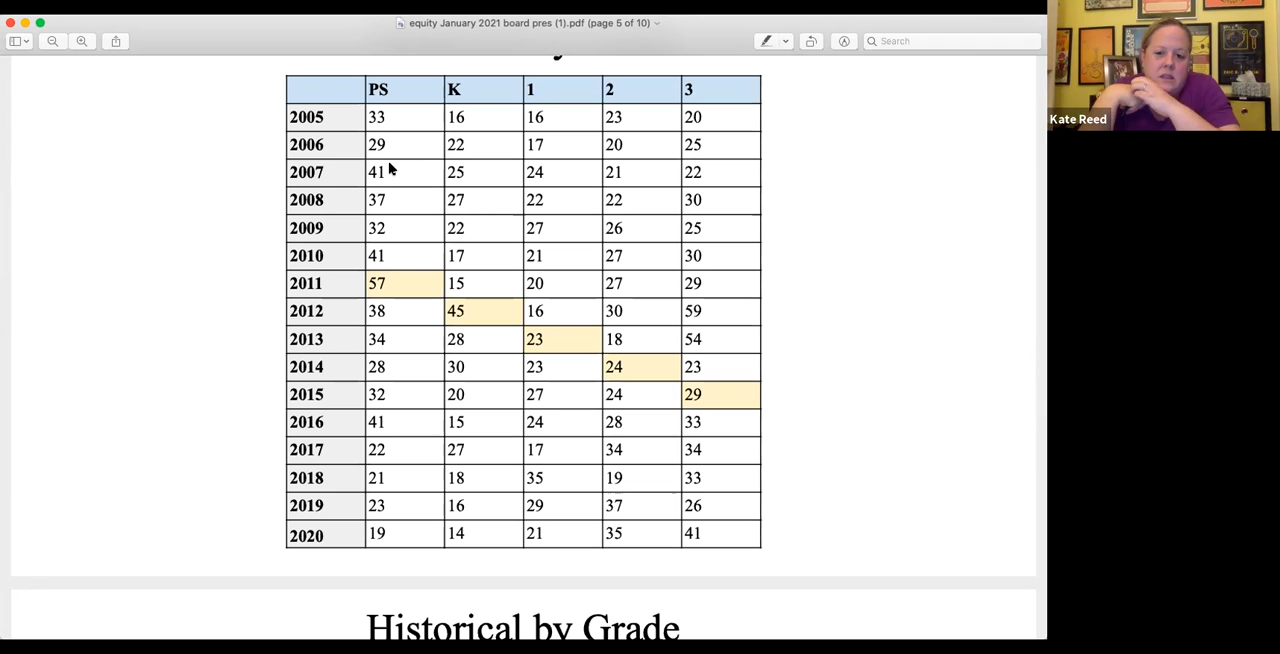 equity January 2021 board pres (1).pdf (page 5 of 10)
Search
Kate Reed
PS K 1 2 3
2005 33 16 16 23 20
2006 29 22 17 20 25
2007 41 25 24 21 22
2008 37 27 22 22 30
2009 32 22 27 26 25
2010 41 17 21 27 30
2011 57 15 20 27 29
2012 38 45 16 30 59
2013 34 28 23 18 54
2014 28 30 23 24 23
2015 32 20 27 24 29
2016 41 15 24 28 33
2017 22 27 17 34 34
2018 21 18 35 19 33
2019 23 16 29 37 26
2020 19 14 21 35 41
Historical by Grade